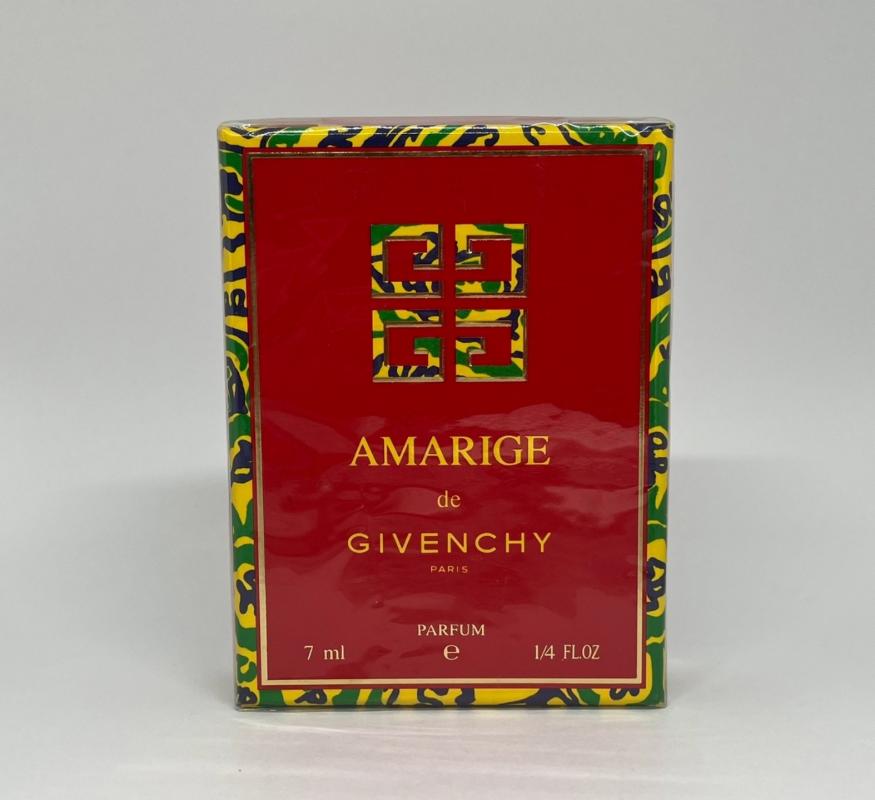 AMARIGE
de
GIVENCHY
PARIS
PARFUM
7 ml ℮ 1/4 FL.OZ